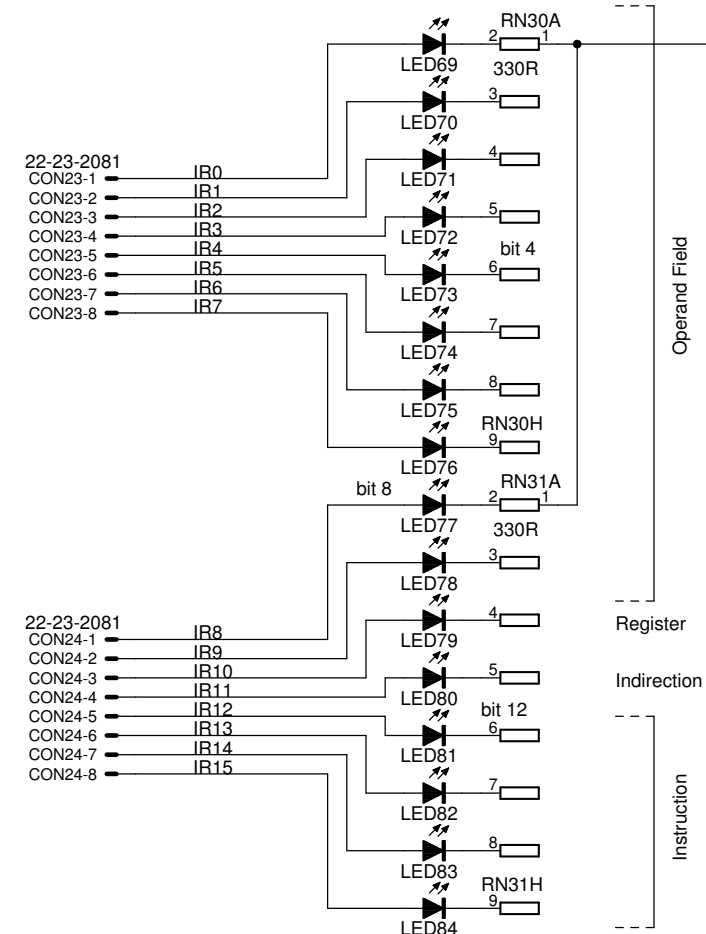 RN30A
2
1
LED69
330R
3
LED70
22-23-2081
CON23-1
IR0
4
CON23-2
IR1
LED71
CON23-3
IR2
CON23-4
IR3
5
CON23-5
IR4
LED72
bit 4
CON23-6
IR5
6
CON23-7
IR6
LED73
CON23-8
IR7
Operand Field
7
LED74
8
LED75
RN30H
9
LED76
bit 8
RN31A
2
1
LED77
330R
3
LED78
22-23-2081
CON24-1
IR8
4
Register
CON24-2
IR9
LED79
CON24-3
IR10
CON24-4
IR11
5
Indirection
CON24-5
IR12
LED80
bit 12
CON24-6
IR13
6
CON24-7
IR14
LED81
CON24-8
IR15
7
LED82
Instruction
8
LED83
RN31H
9
LED84